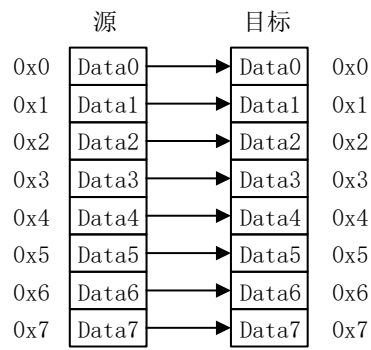 源 目标
0x0 Data0 Data0 0x0
0x1 Data1 Data1 0x1
0x2 Data2 Data2 0x2
0x3 Data3 Data3 0x3
0x4 Data4 Data4 0x4
0x5 Data5 Data5 0x5
0x6 Data6 Data6 0x6
0x7 Data7 Data7 0x7